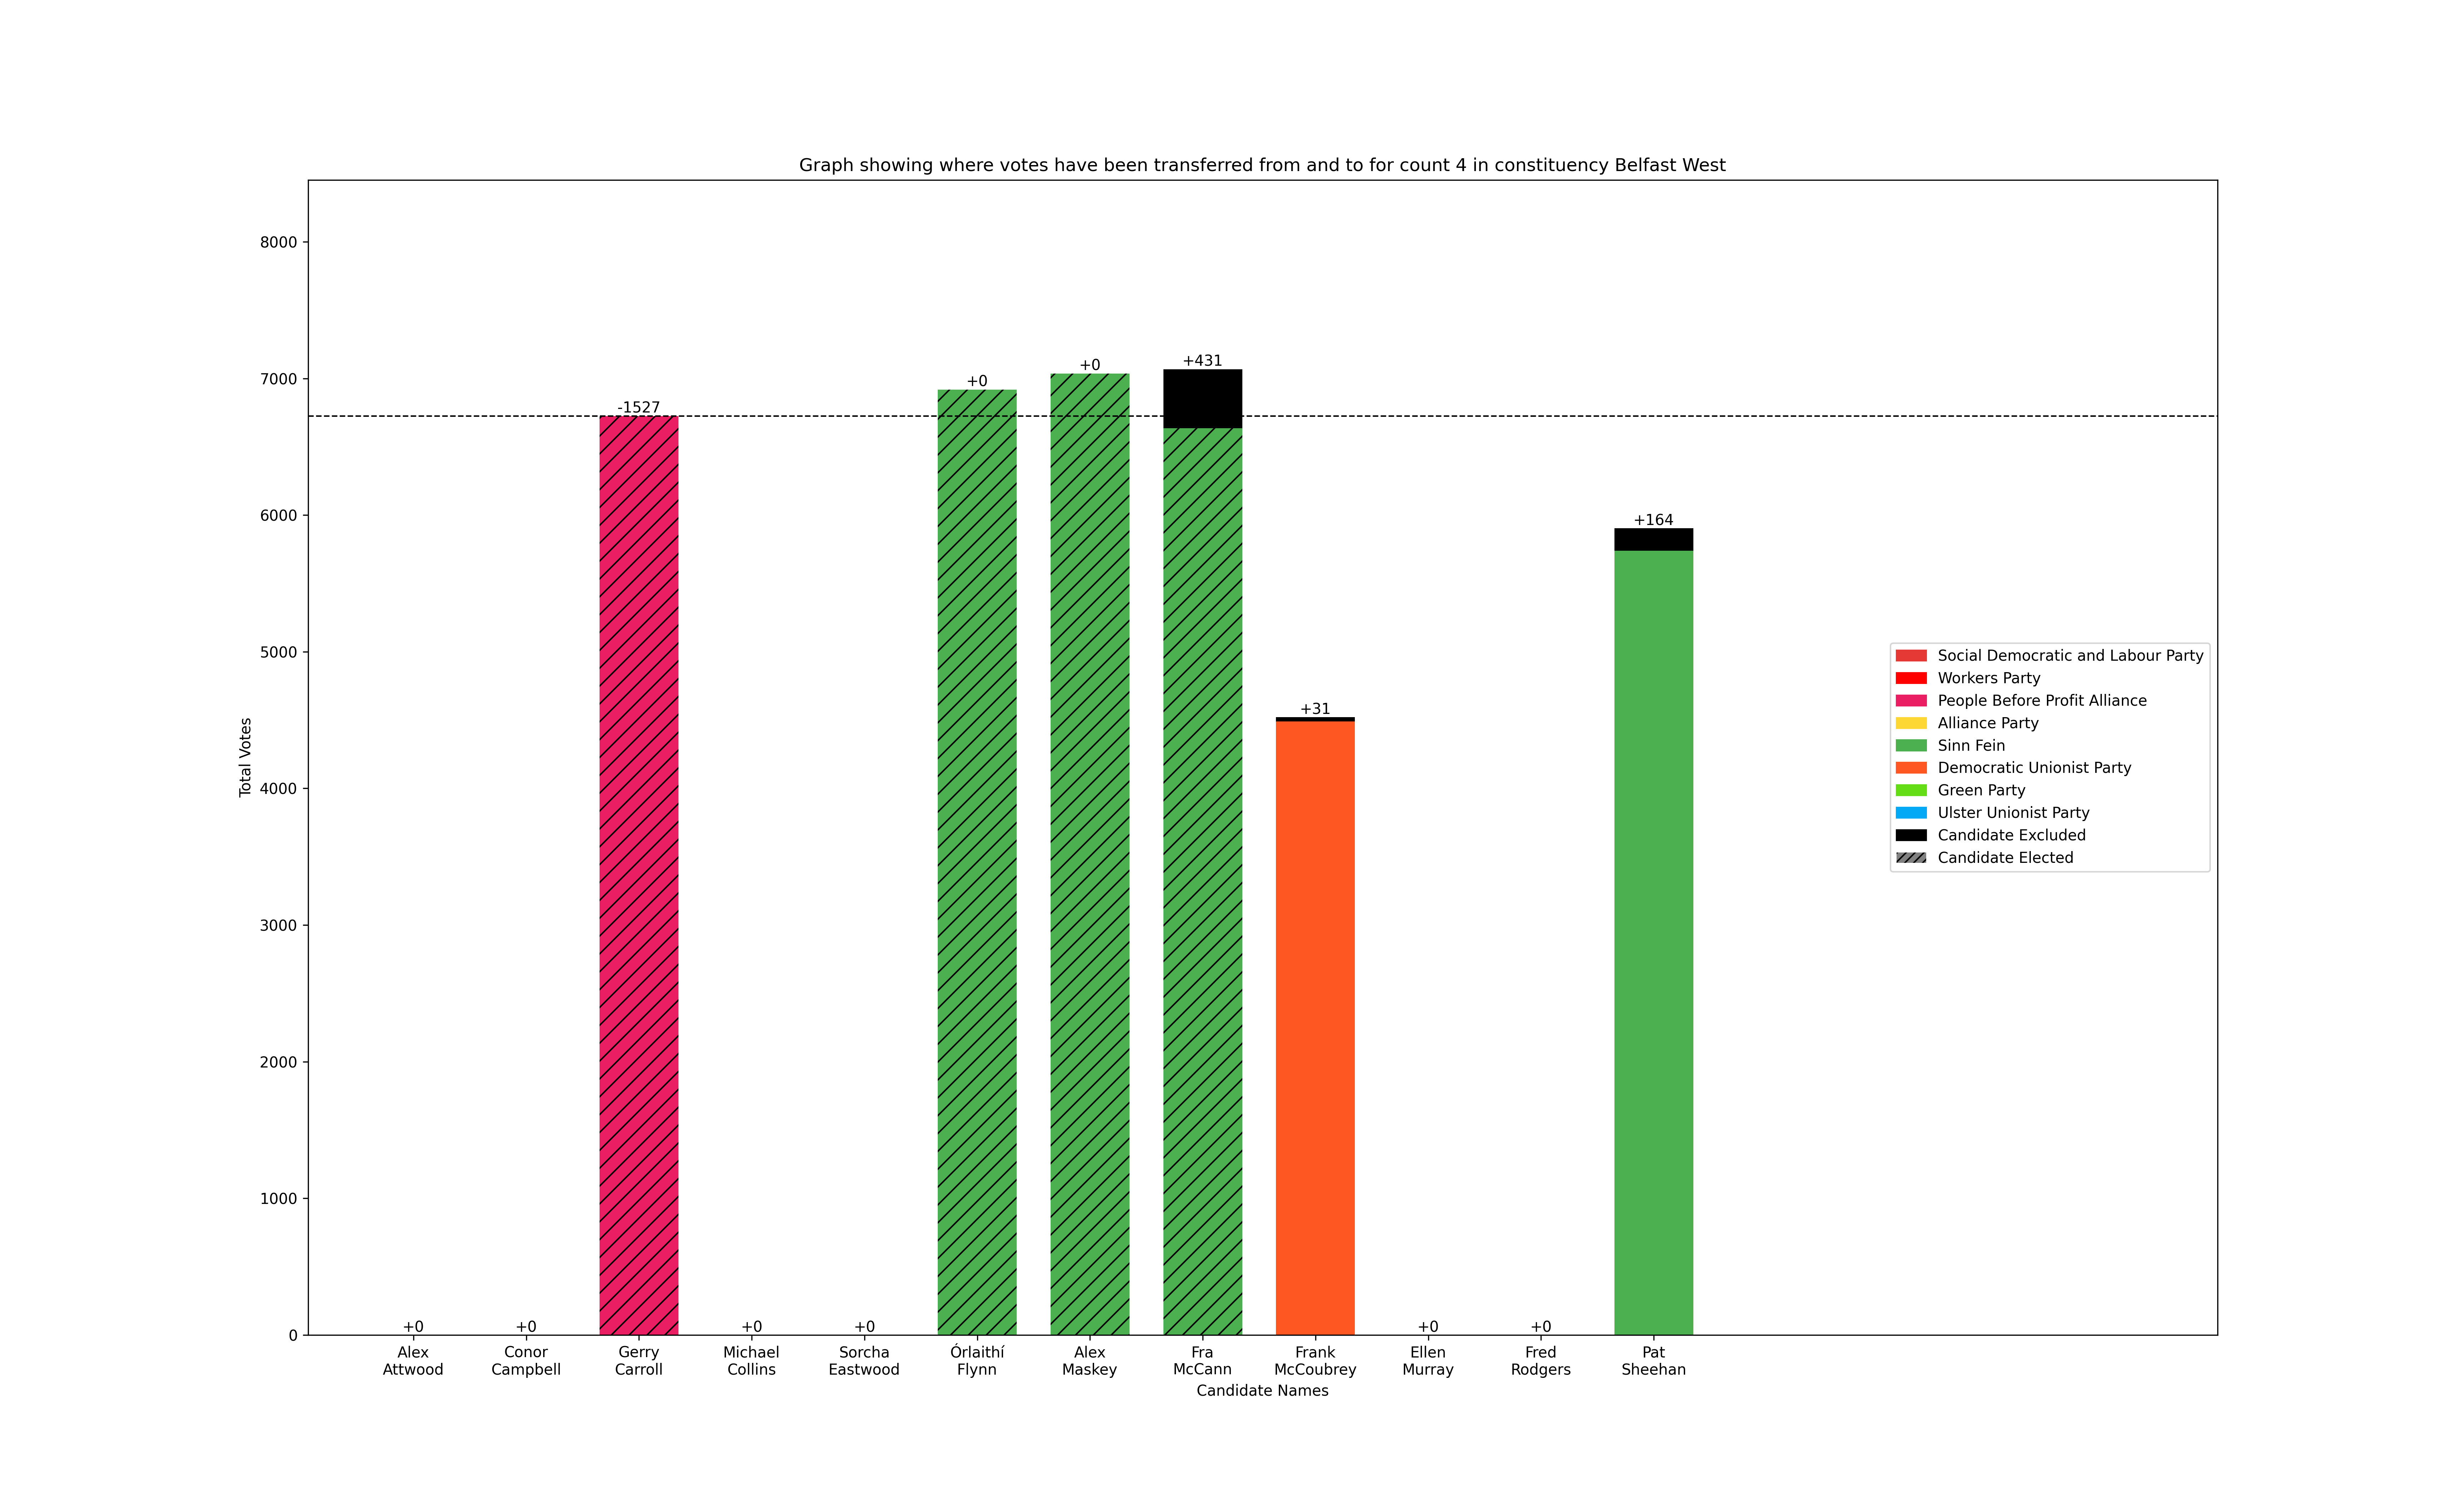 Graph showing where votes have been transferred from and to for count 4 in constituency Belfast West
Total Votes
8000
7000
6000
5000
4000
3000
2000
1000
0
+0
+0
-1527
+0
+0
+0
+0
+431
+31
+0
+0
+164
Alex
Attwood
Conor
Campbell
Gerry
Carroll
Michael
Collins
Sorcha
Eastwood
Órlaithí
Flynn
Alex
Maskey
Fra
McCann
Frank
McCoubrey
Ellen
Murray
Fred
Rodgers
Pat
Sheehan
Candidate Names
Social Democratic and Labour Party
Workers Party
People Before Profit Alliance
Alliance Party
Sinn Fein
Democratic Unionist Party
Green Party
Ulster Unionist Party
Candidate Excluded
Candidate Elected